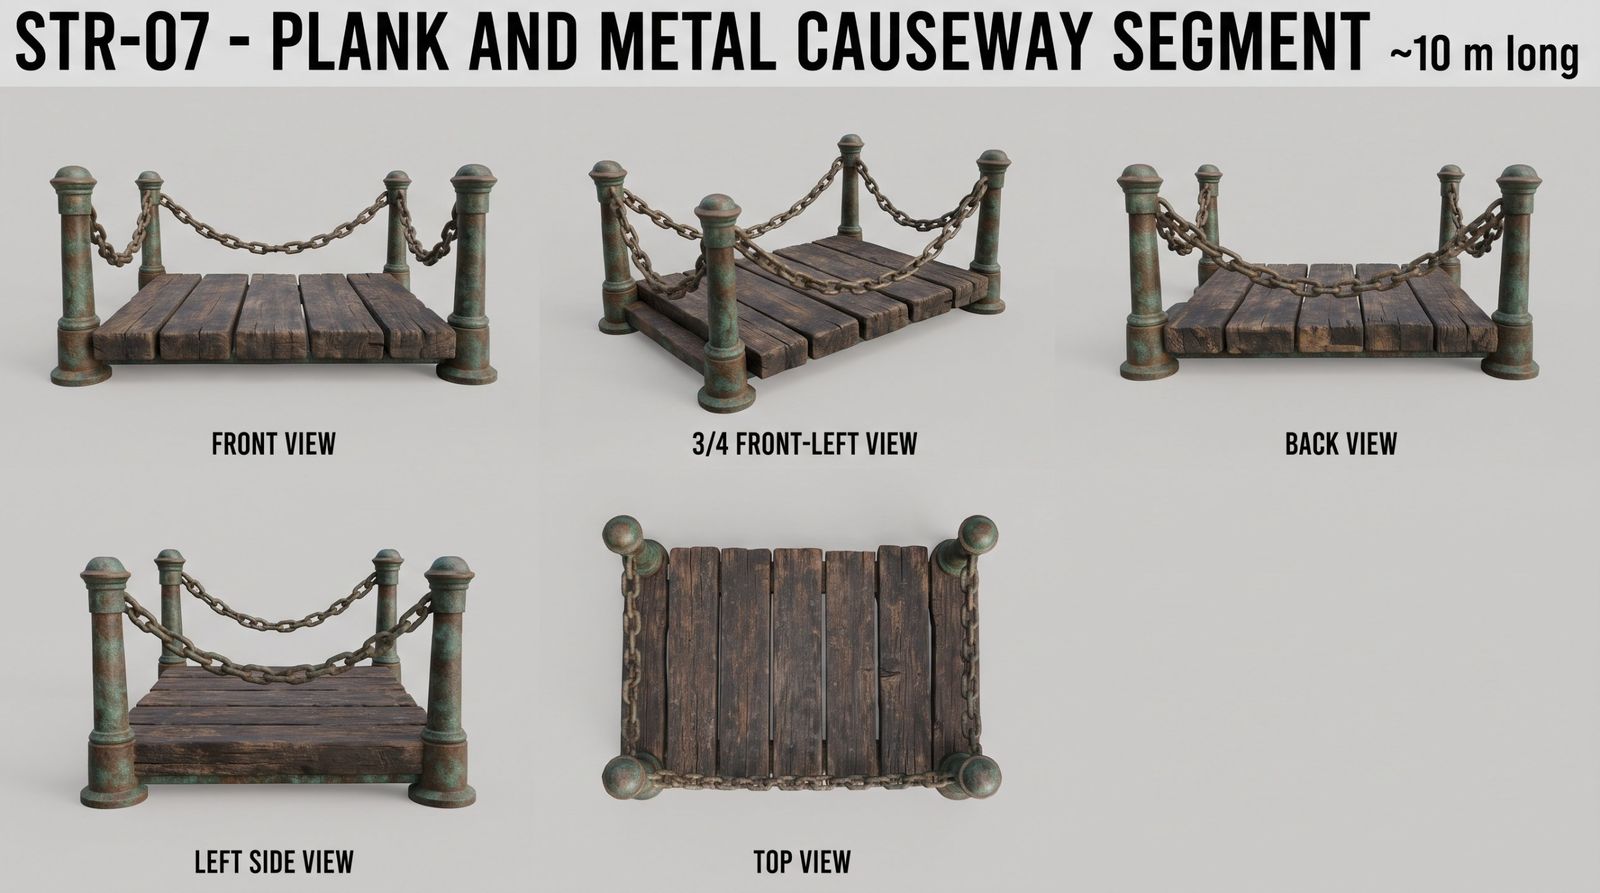 STR-07 - PLANK AND METAL CAUSEWAY SEGMENT ~10 m long
FRONT VIEW
3/4 FRONT-LEFT VIEW
BACK VIEW
LEFT SIDE VIEW
TOP VIEW